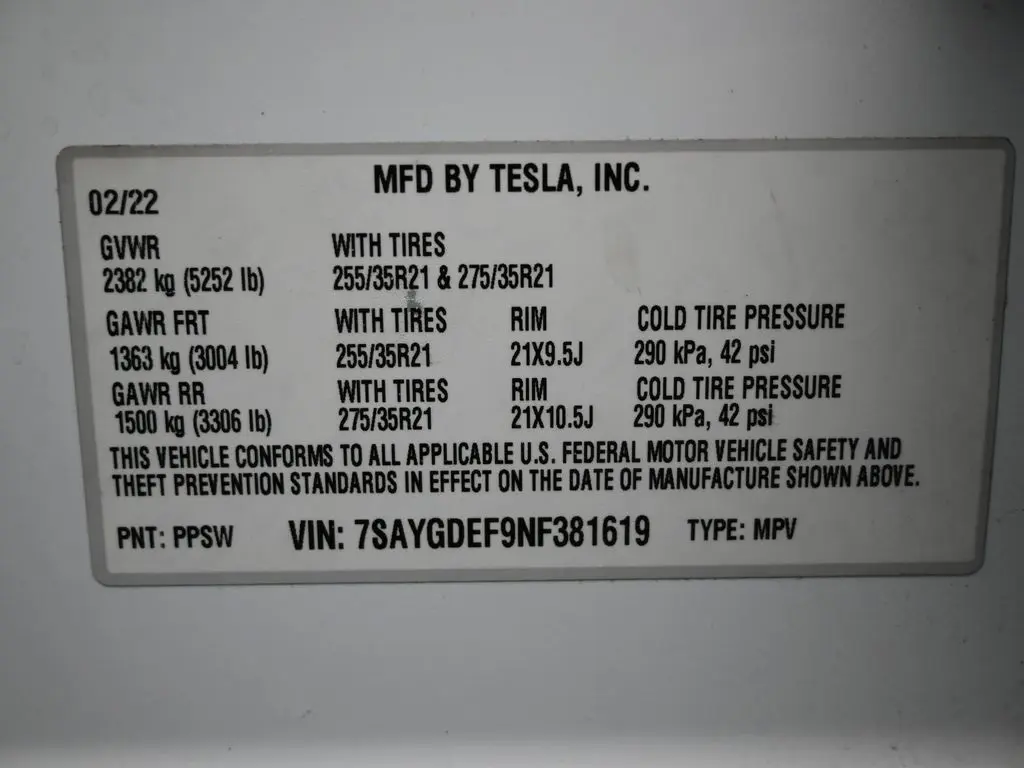 MFD BY TESLA, INC.
02/22
GVWR WITH TIRES
2382 kg (5252 lb) 255/35R21 & 275/35R21
GAWR FRT WITH TIRES RIM COLD TIRE PRESSURE
1363 kg (3004 lb) 255/35R21 21X9.5J 290 kPa, 42 psi
GAWR RR WITH TIRES RIM COLD TIRE PRESSURE
1500 kg (3306 lb) 275/35R21 21X10.5J 290 kPa, 42 psi
THIS VEHICLE CONFORMS TO ALL APPLICABLE U.S. FEDERAL MOTOR VEHICLE SAFETY AND
THEFT PREVENTION STANDARDS IN EFFECT ON THE DATE OF MANUFACTURE SHOWN ABOVE.
PNT: PPSW VIN: 7SAYGDEF9NF381619 TYPE: MPV